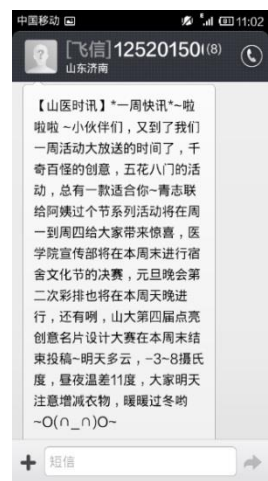 中国移动 11:02
[飞信]12520150(8)
山东济南
【山医时讯】*一周快讯*~啦
啦啦 ~小伙伴们，又到了我们
一周活动大放送的时间了，千
奇百怪的创意，五花八门的活
动，总有一款适合你~青志联
给阿姨过个节系列活动将在周
一到周四给大家带来惊喜，医
学院宣传部将在本周末进行宿
舍文化节的决赛，元旦晚会第
二次彩排也将在本周天晚进
行，还有咧，山大第四届点亮
创意名片设计大赛在本周末结
束投稿~明天多云，-3~8摄氏
度，昼夜温差11度，大家明天
注意增减衣物，暖暖过冬哟
~O(∩_∩)O~
短信